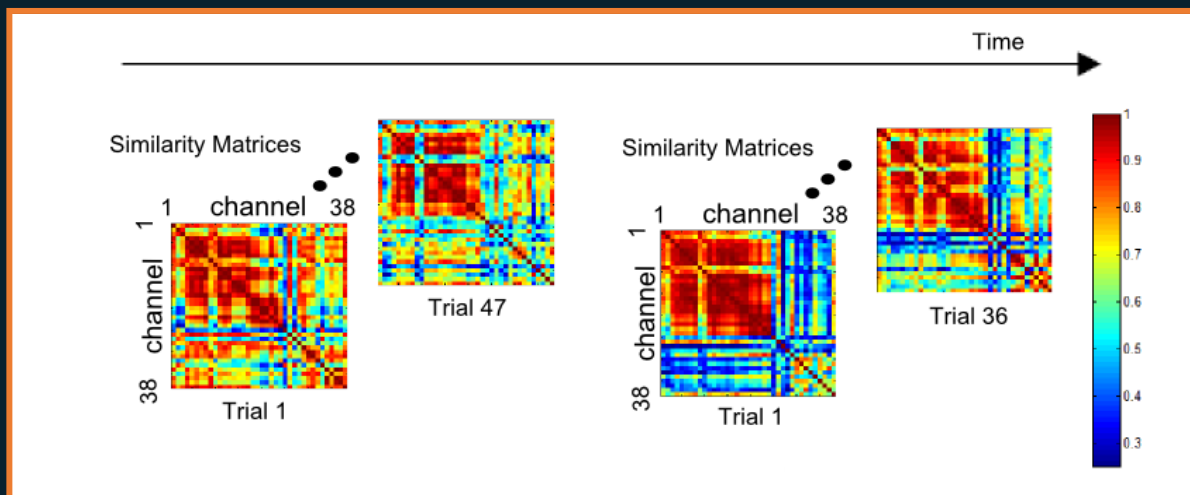 Time
Similarity Matrices
1 channel 38
1
channel
38
Trial 1
Trial 47
Similarity Matrices
1 channel 38
1
channel
38
Trial 1
Trial 36
1
0.9
0.8
0.7
0.6
0.5
0.4
0.3